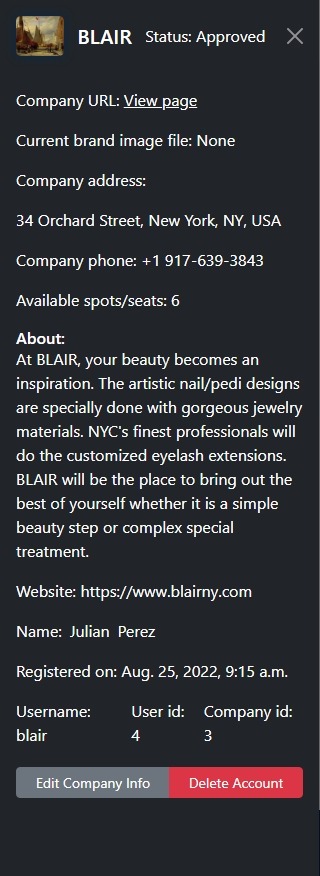 BLAIR Status: Approved
Company URL: View page
Current brand image file: None
Company address:
34 Orchard Street, New York, NY, USA
Company phone: +1 917-639-3843
Available spots/seats: 6
About:
At BLAIR, your beauty becomes an
inspiration. The artistic nail/pedi designs
are specially done with gorgeous jewelry
materials. NYC's finest professionals will
do the customized eyelash extensions.
BLAIR will be the place to bring out the
best of yourself whether it is a simple
beauty step or complex special
treatment.
Website: https://www.blairny.com
Name: Julian Perez
Registered on: Aug. 25, 2022, 9:15 a.m.
Username: User id: Company id:
blair 4 3
Edit Company Info Delete Account